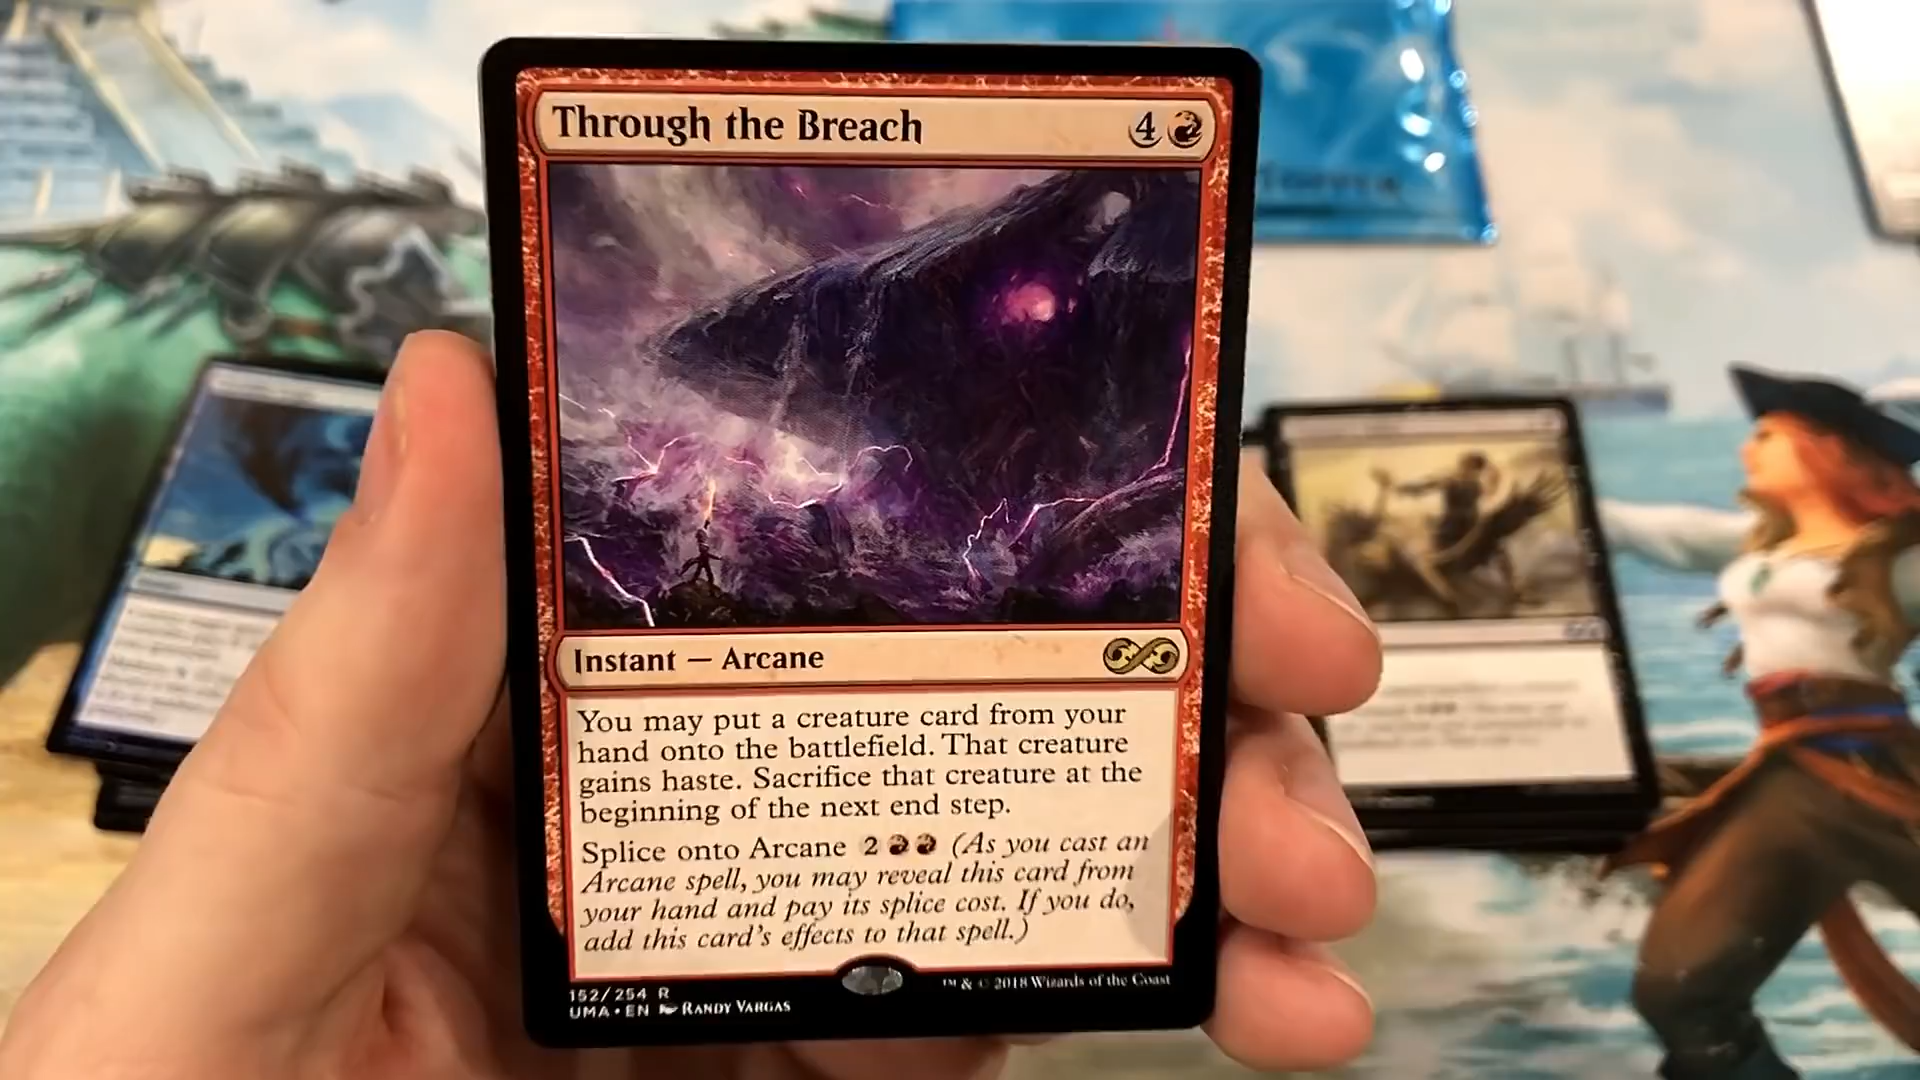 Through the Breach 4
Instant — Arcane
You may put a creature card from your
hand onto the battlefield. That creature
gains haste. Sacrifice that creature at the
beginning of the next end step.
Splice onto Arcane 2 (As you cast an
Arcane spell, you may reveal this card from
your hand and pay its splice cost. If you do,
add this card's effects to that spell.)
152/254 R
UMA • EN RANDY VARGAS
™ & © 2018 Wizards of the Coast